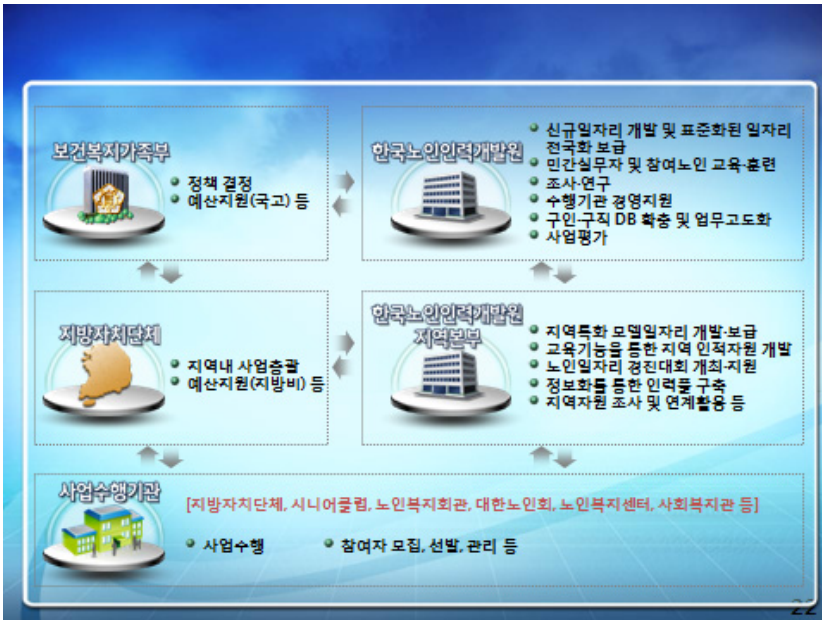 보건복지가족부
정책 결정
예산지원(국고) 등
한국노인인력개발원
신규일자리 개발 및 표준화된 일자리
전국화 보급
민간실무자 및 참여노인 교육·훈련
조사·연구
수행기관 경영지원
구인·구직 DB 확충 및 업무고도화
사업평가
지방자치단체
지역내 사업총괄
예산지원(지방비) 등
한국노인인력개발원
지역본부
지역특화 모델일자리 개발·보급
교육기능을 통한 지역 인적자원 개발
노인일자리 경진대회 개최·지원
정보화를 통한 인력풀 구축
지역자원 조사 및 연계활용 등
사업수행기관
[지방자치단체, 시니어클럽, 노인복지회관, 대한노인회, 노인복지센터, 사회복지관 등]
사업수행
참여자 모집, 선발, 관리 등
22